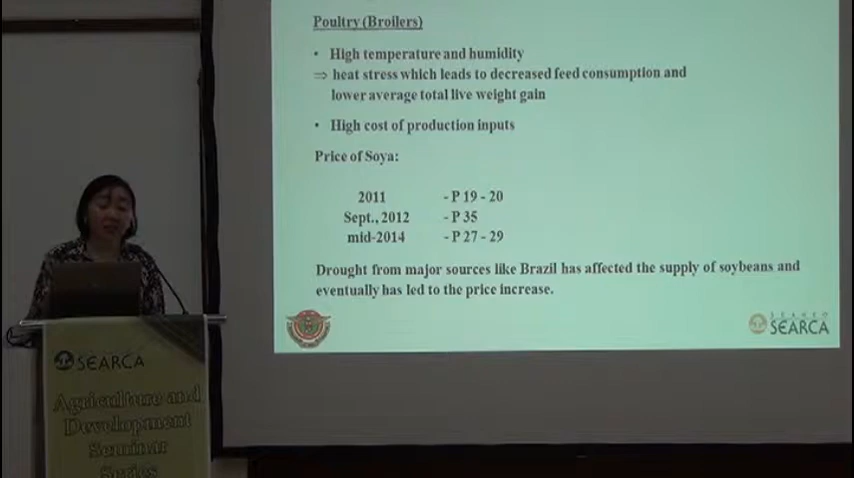 Poultry (Broilers)
• High temperature and humidity
⇒ heat stress which leads to decreased feed consumption and
lower average total live weight gain
• High cost of production inputs
Price of Soya:
2011 - P 19 - 20
Sept., 2012 - P 35
mid-2014 - P 27 - 29
Drought from major sources like Brazil has affected the supply of soybeans and
eventually has led to the price increase.
SEARCA
SEARCA
Agriculture and
Development
Seminar
Series